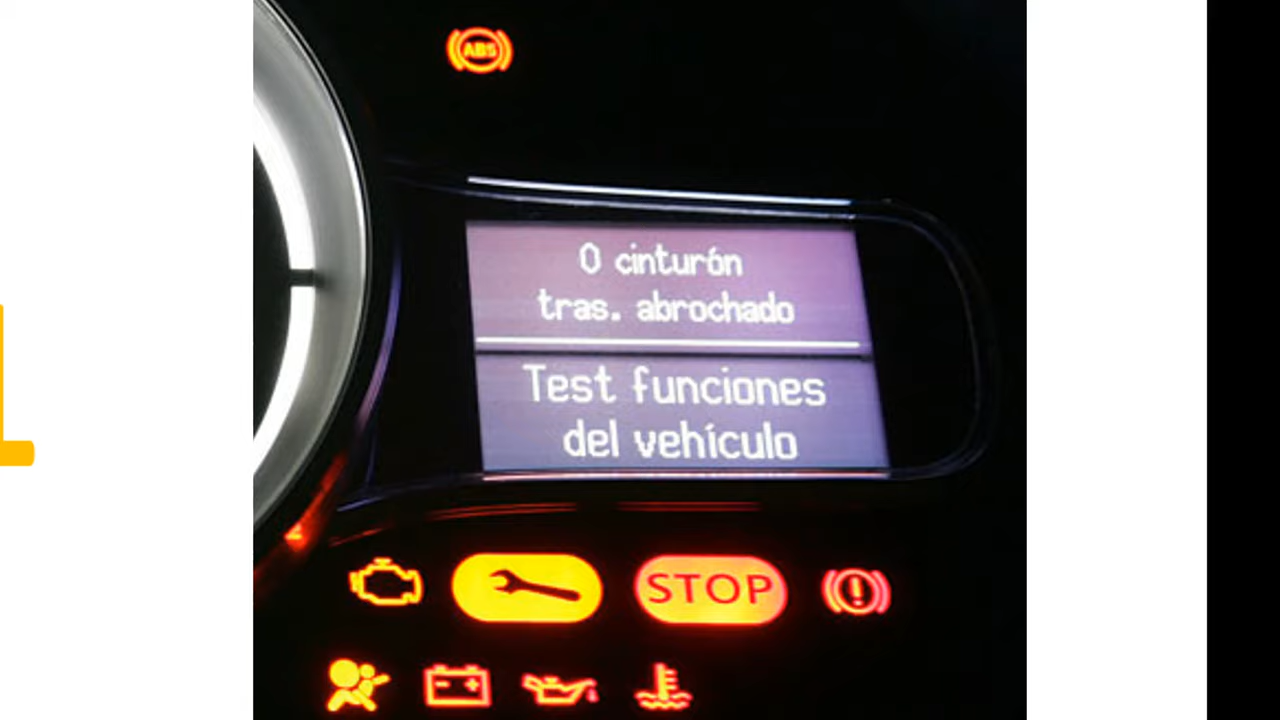 ABS
0 cinturón
tras. abrochado
Test funciones
del vehículo
STOP